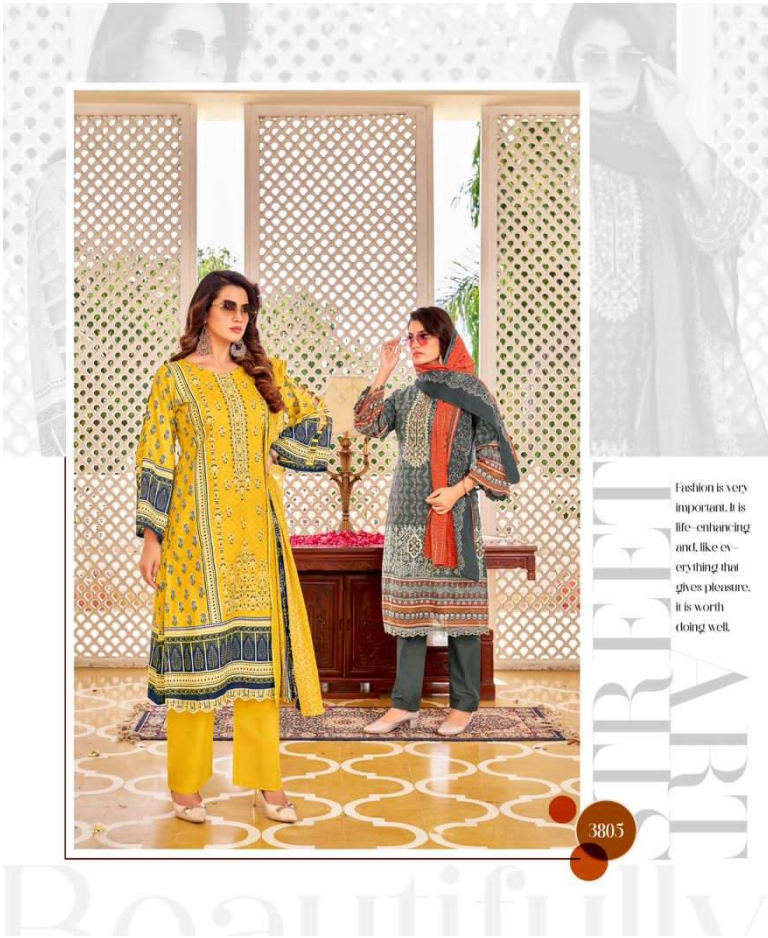 Fashion is very
important. It is
life-enhancing
and, like ev-
erything that
gives pleasure,
it is worth
doing well.
STREET
ART
3805
Beautifully